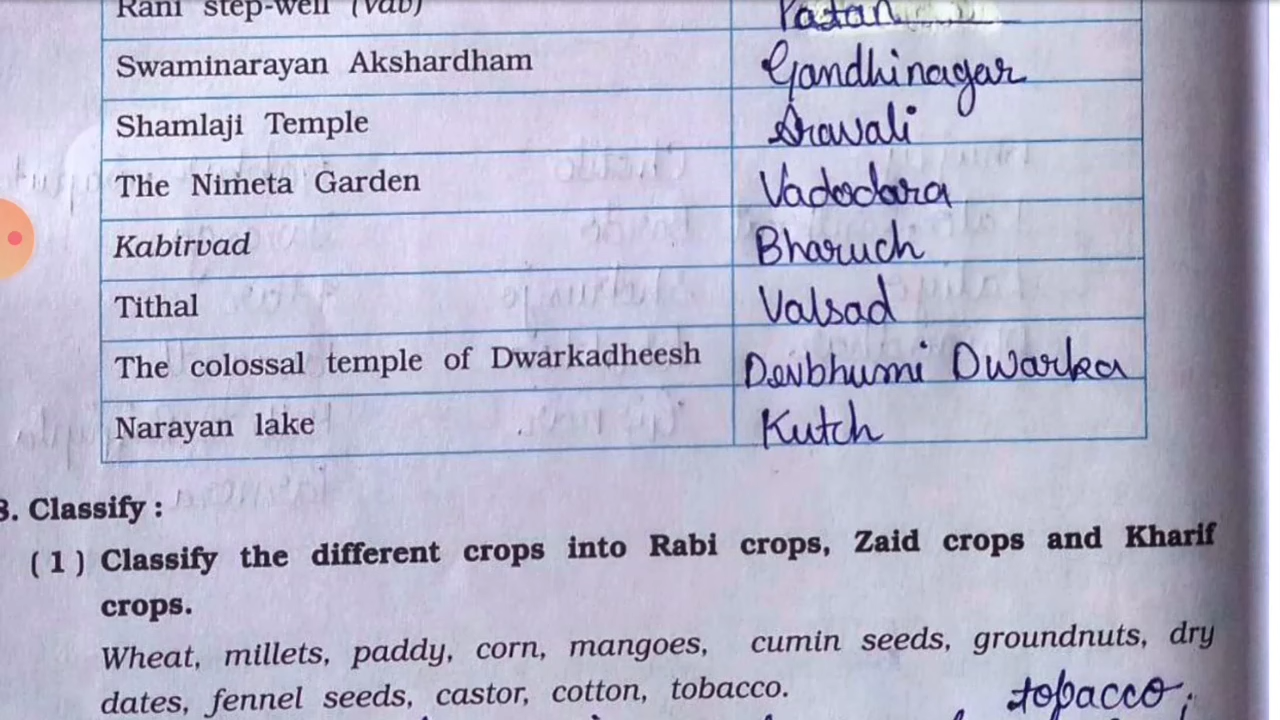 Rani step-well (Vav) Patan
Swaminarayan Akshardham Gandhinagar
Shamlaji Temple Aravali
The Nimeta Garden Vadodara
Kabirvad Bharuch
Tithal Valsad
The colossal temple of Dwarkadheesh Devbhumi Dwarka
Narayan lake Kutch
3. Classify :
(1) Classify the different crops into Rabi crops, Zaid crops and Kharif
crops.
Wheat, millets, paddy, corn, mangoes, cumin seeds, groundnuts, dry
dates, fennel seeds, castor, cotton, tobacco.
tobacco,